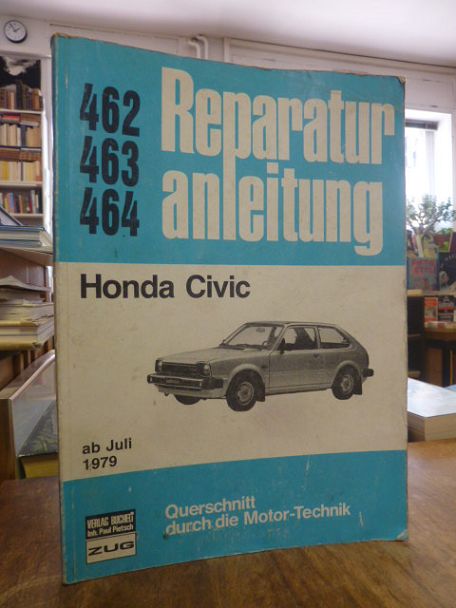 462
463
464
Reparatur
anleitung
Honda Civic
ab Juli
1979
VERLAG BUCHELI
Inh. Paul Pietsch
ZUG
Querschnitt
durch die Motor-Technik